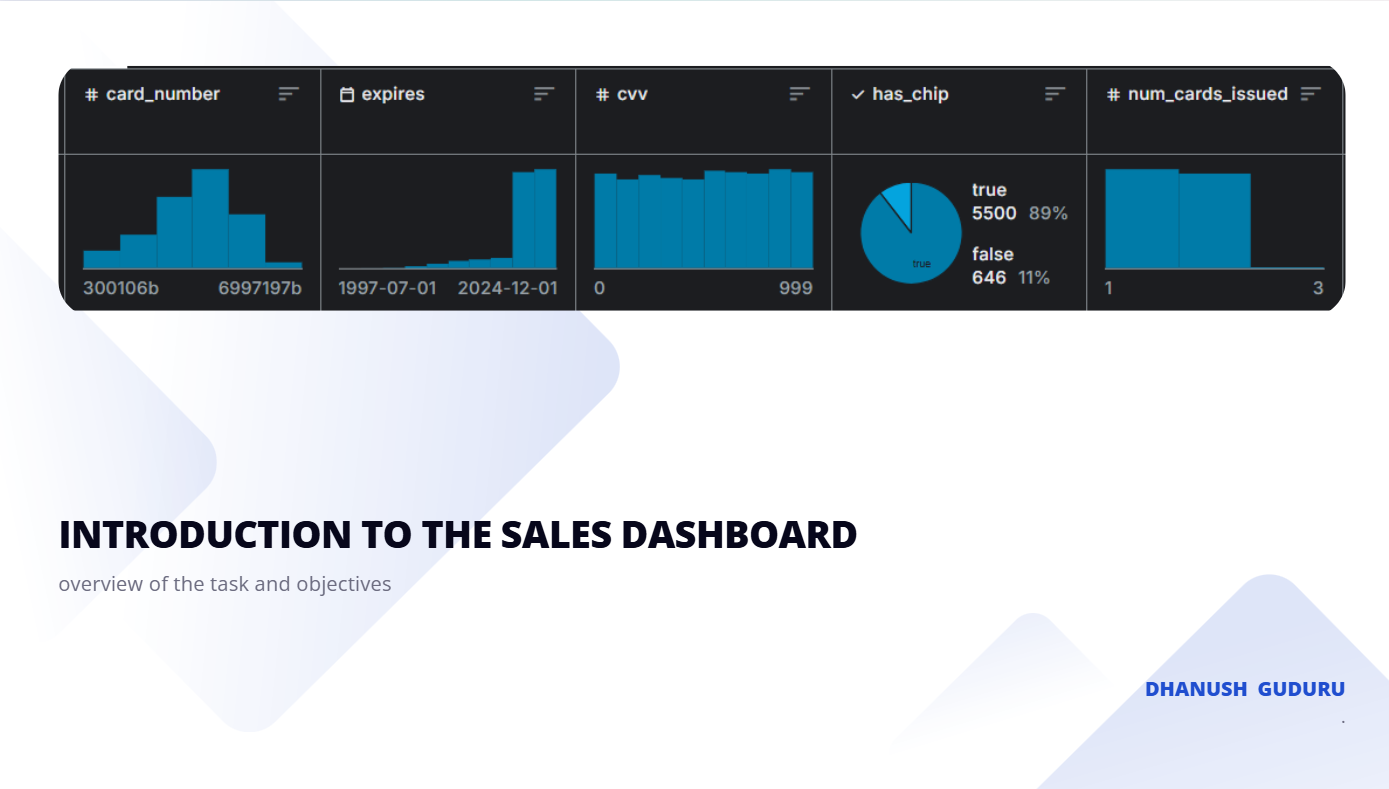 # card_number
expires
# cvv
has_chip
# num_cards_issued
300106b 6997197b
1997-07-01 2024-12-01
0 999
true
true
5500 89%
false
646 11%
1 3
INTRODUCTION TO THE SALES DASHBOARD
overview of the task and objectives
DHANUSH GUDURU
.